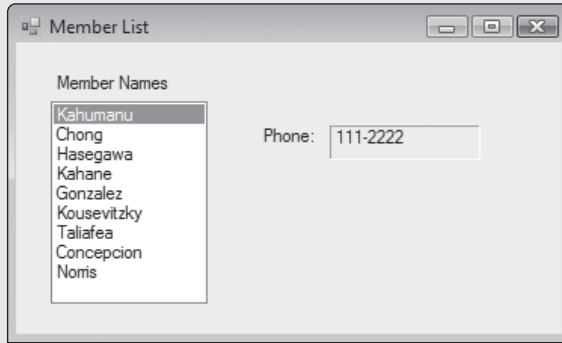 Member List
Member Names
Kahumanu
Chong
Hasegawa
Kahane
Gonzalez
Kousevitzky
Taliafea
Concepcion
Norris
Phone: 111-2222